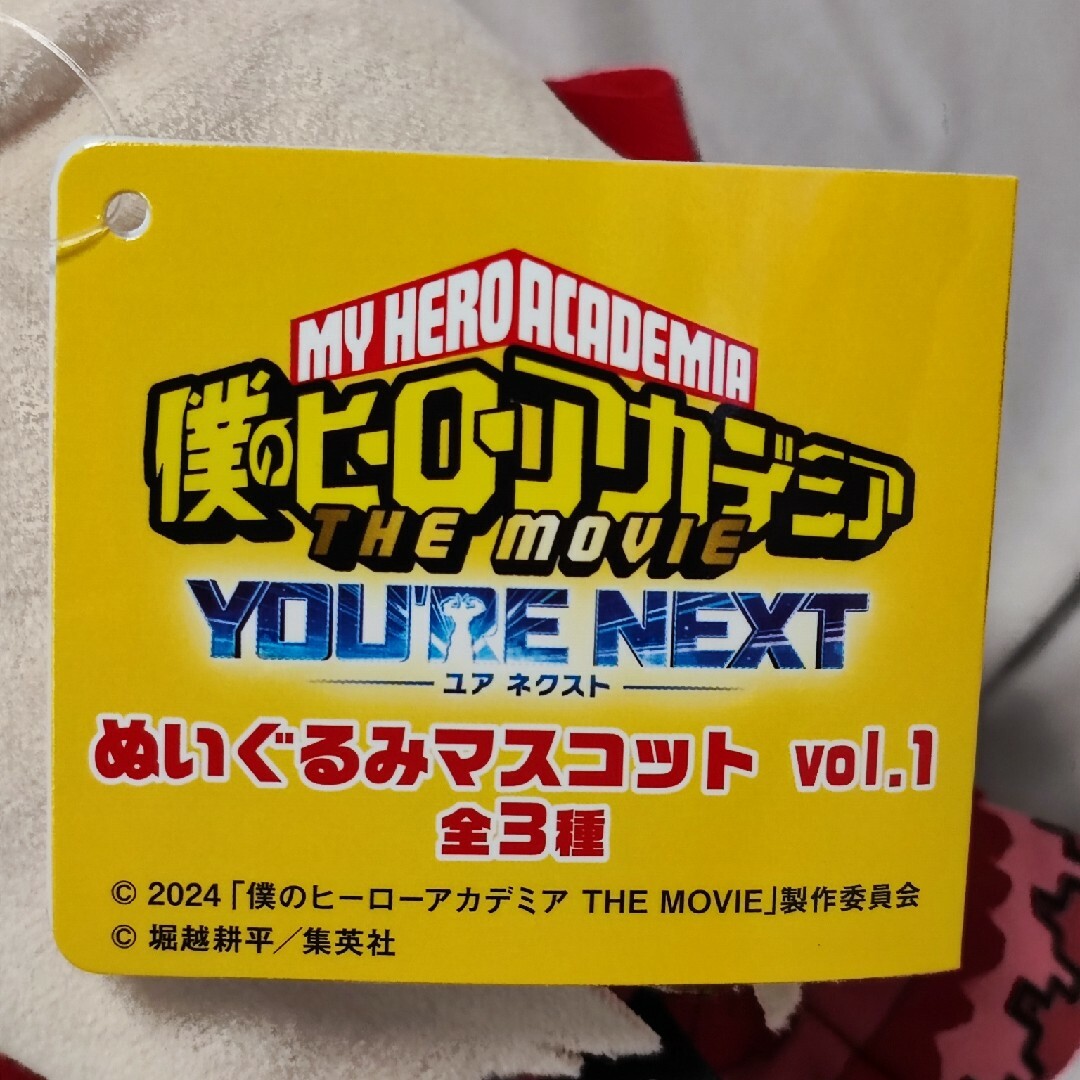 MY HERO ACADEMIA
僕のヒーローアカデミア
THE MOVIE
YOU'RE NEXT
ユア ネクスト
ぬいぐるみマスコット vol.1
全3種
© 2024「僕のヒーローアカデミア THE MOVIE」製作委員会
© 堀越耕平／集英社